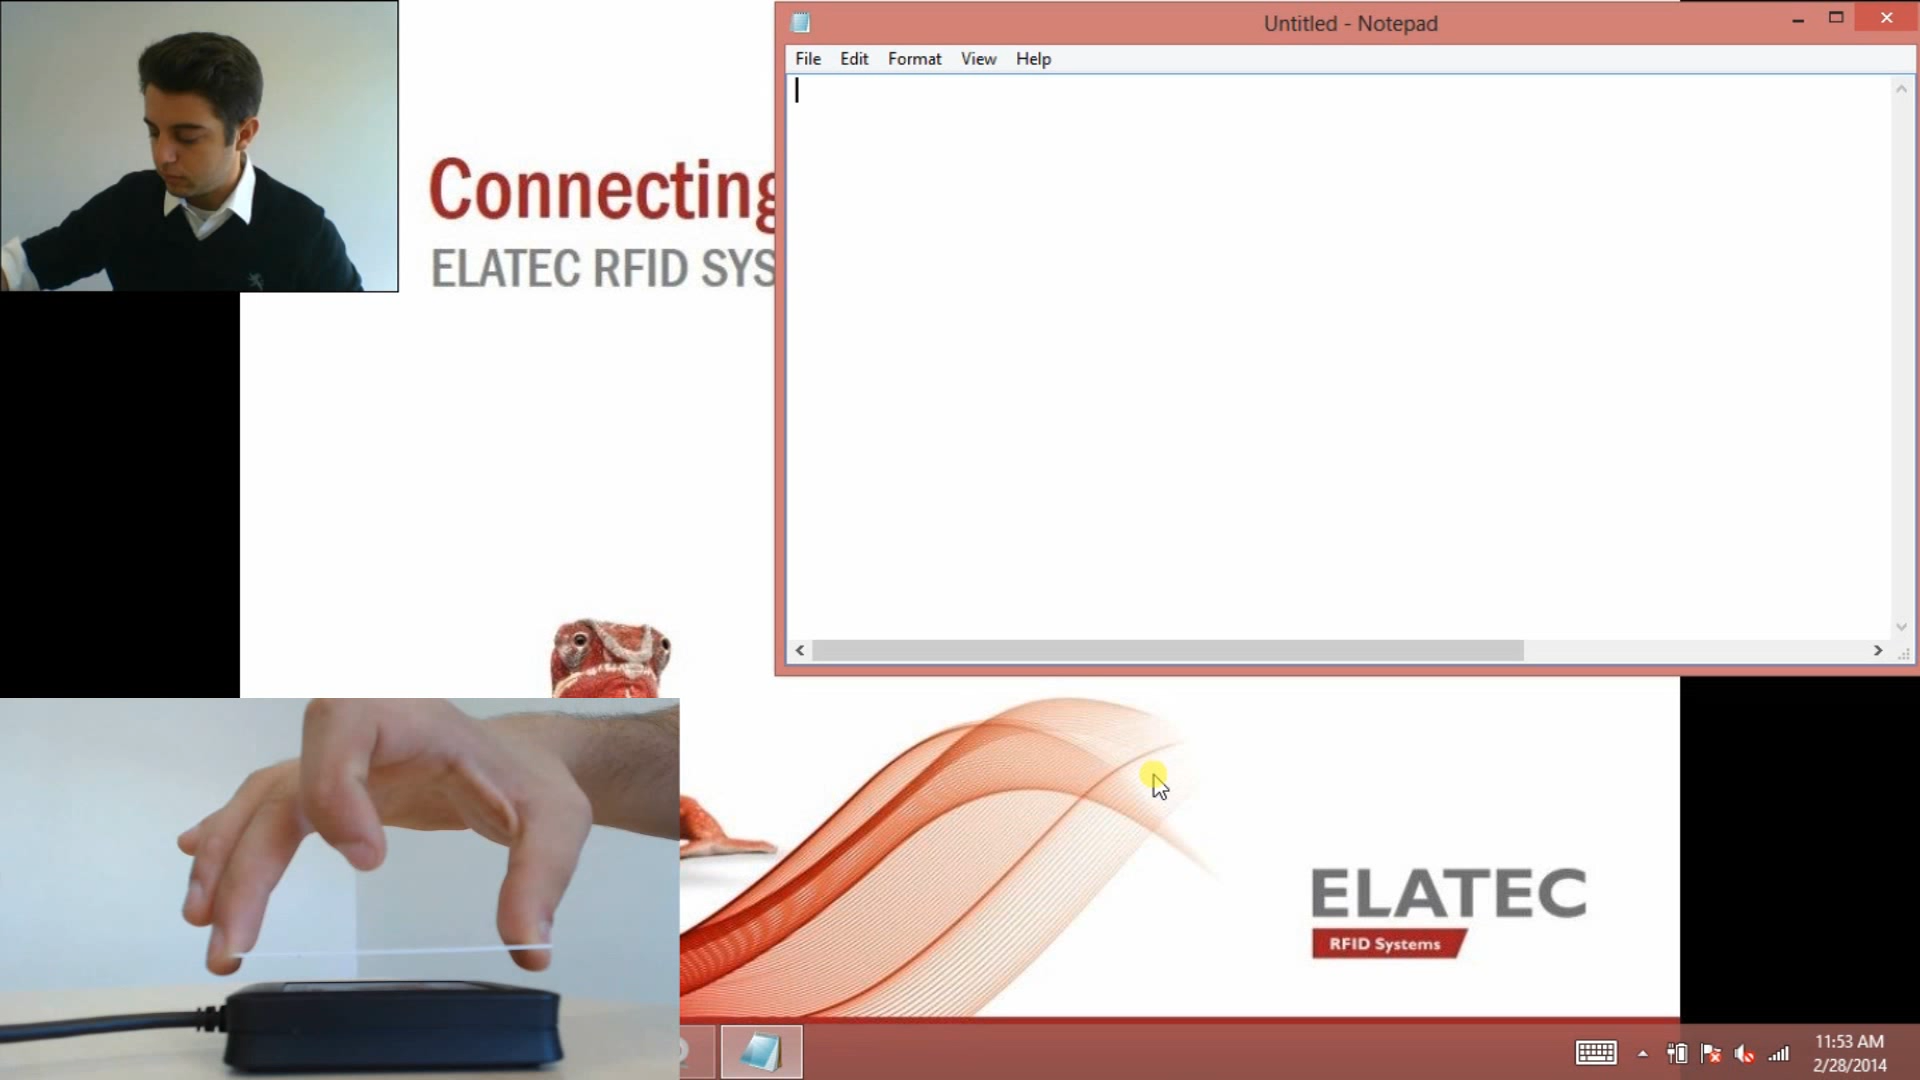 Untitled - Notepad
File Edit Format View Help
Connecting
ELATEC RFID SYS
ELATEC
RFID Systems
11:53 AM
2/28/2014